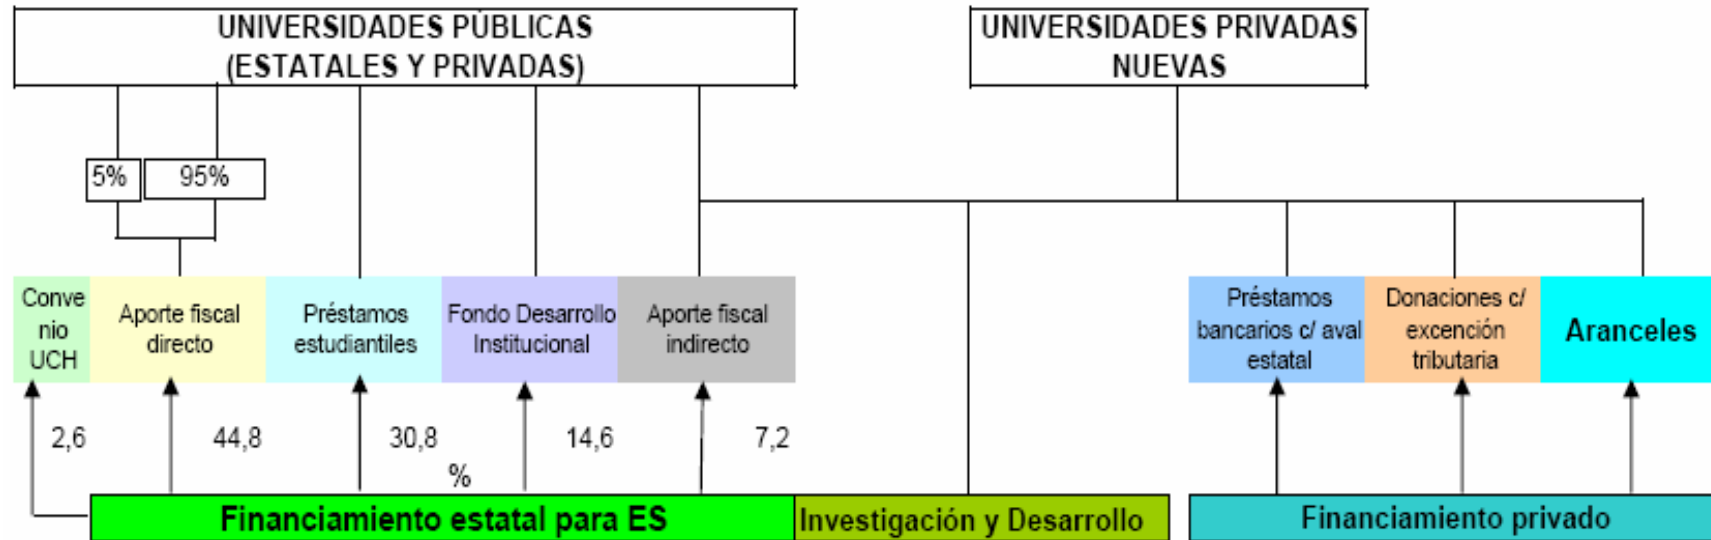 UNIVERSIDADES PÚBLICAS
(ESTATALES Y PRIVADAS)
UNIVERSIDADES PRIVADAS
NUEVAS
5%
95%
Conve
nio
UCH
Aporte fiscal
directo
Préstamos
estudiantiles
Fondo Desarrollo
Institucional
Aporte fiscal
indirecto
Préstamos
bancarios c/ aval
estatal
Donaciones c/
excención
tributaria
Aranceles
2,6
44,8
30,8
14,6
7,2
%
Financiamiento estatal para ES
Investigación y Desarrollo
Financiamiento privado